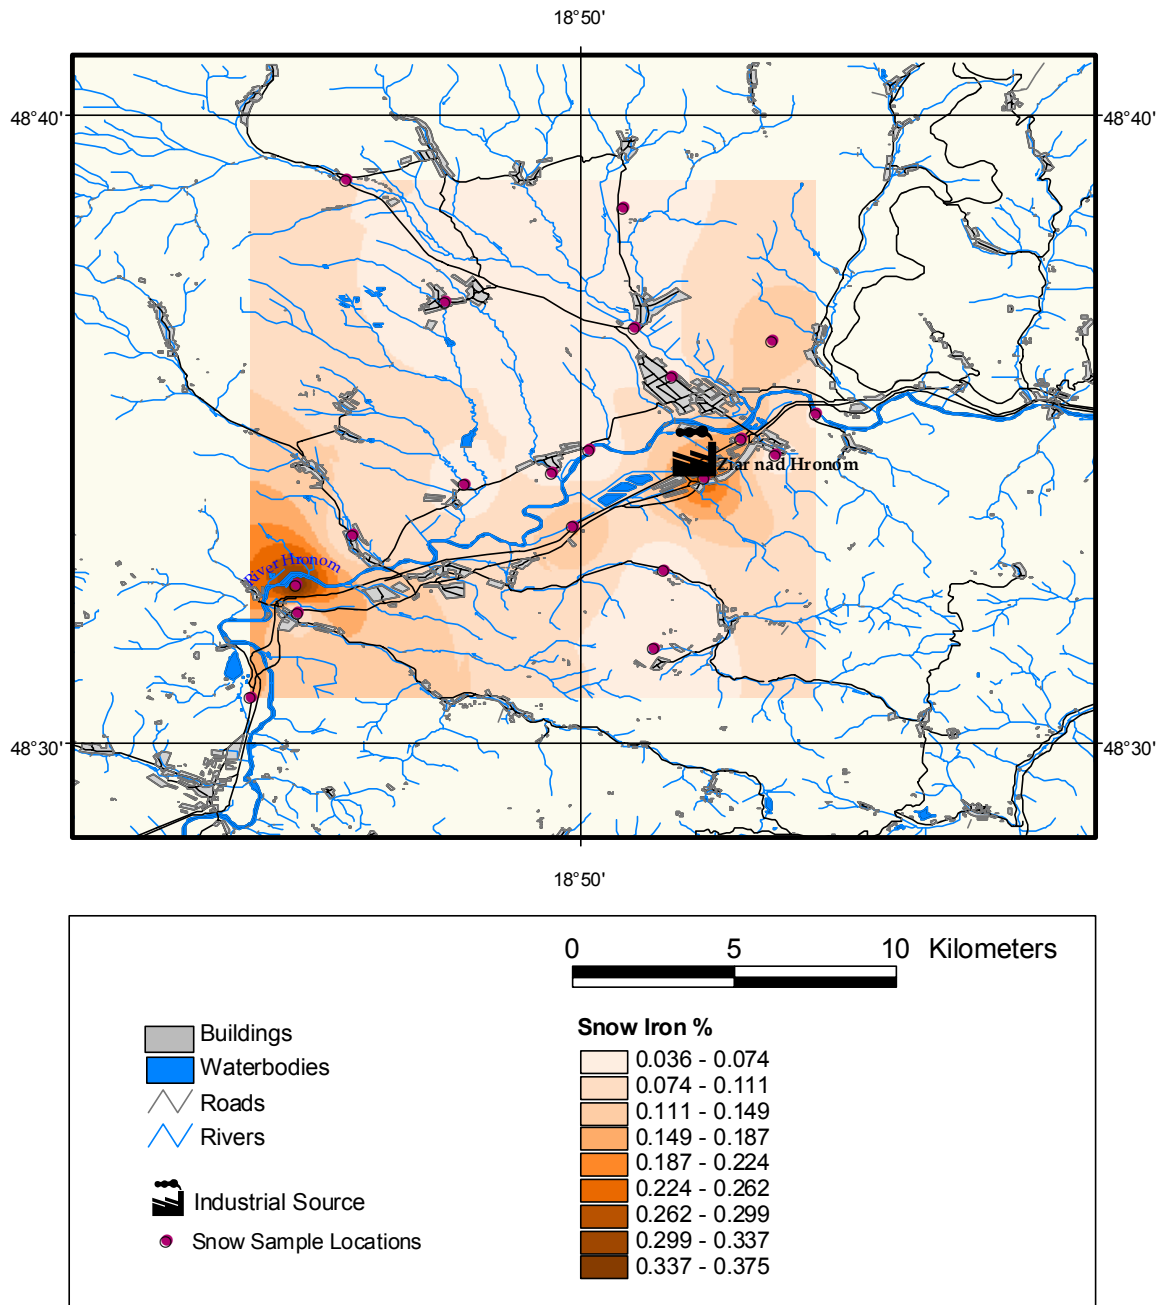 18°50'
48°40'
48°40'
Ziar nad Hronom
River Hronom
48°30'
48°30'
18°50'
0 5 10 Kilometers
Snow Iron %
Buildings
Waterbodies
Roads
Rivers
Industrial Source
Snow Sample Locations
0.036 - 0.074
0.074 - 0.111
0.111 - 0.149
0.149 - 0.187
0.187 - 0.224
0.224 - 0.262
0.262 - 0.299
0.299 - 0.337
0.337 - 0.375